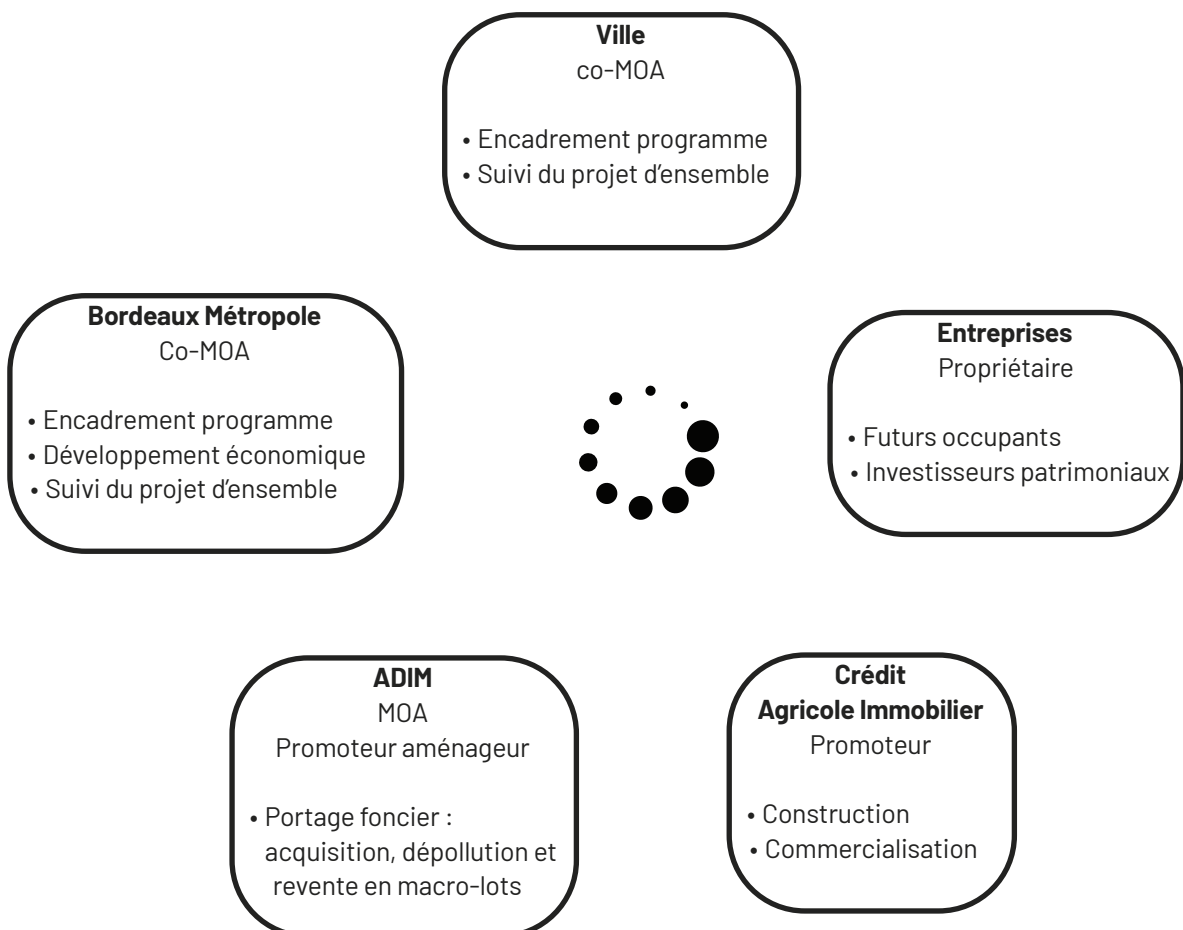 Ville
co-MOA
• Encadrement programme
• Suivi du projet d'ensemble
Bordeaux Métropole
Co-MOA
• Encadrement programme
• Développement économique
• Suivi du projet d'ensemble
Entreprises
Propriétaire
• Futurs occupants
• Investisseurs patrimoniaux
ADIM
MOA
Promoteur aménageur
• Portage foncier :
acquisition, dépollution et
revente en macro-lots
Crédit
Agricole Immobilier
Promoteur
• Construction
• Commercialisation